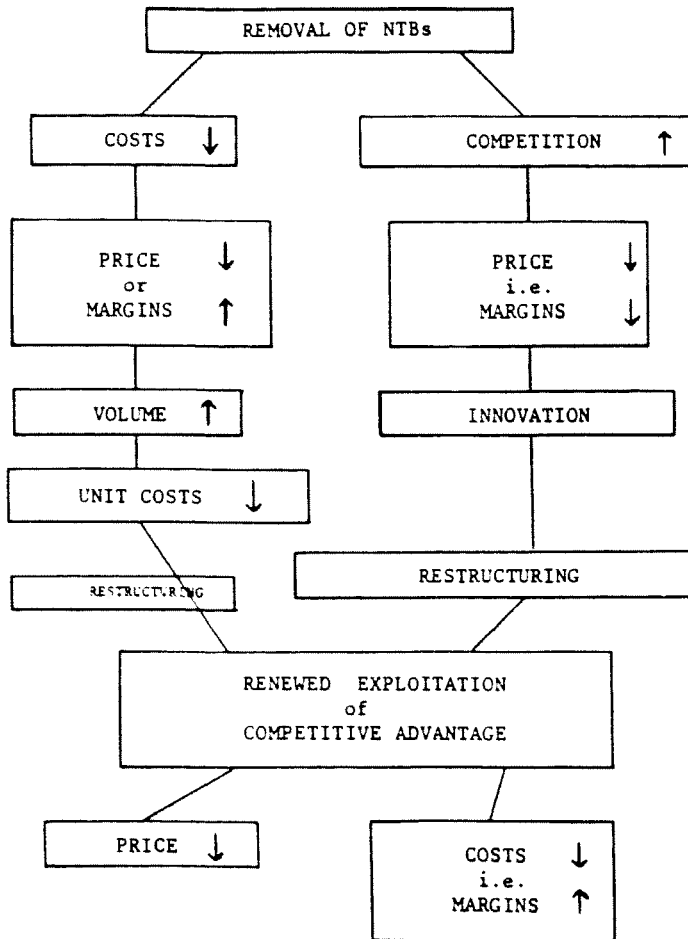 REMOVAL OF NTBs
COSTS ↓
COMPETITION ↑
PRICE ↓
or
MARGINS ↑
PRICE ↓
i.e.
MARGINS ↓
VOLUME ↑
INNOVATION
UNIT COSTS ↓
RESTRUCTURING
RESTRUCTURING
RENEWED EXPLOITATION
of
COMPETITIVE ADVANTAGE
PRICE ↓
COSTS ↓
i.e.
MARGINS ↑